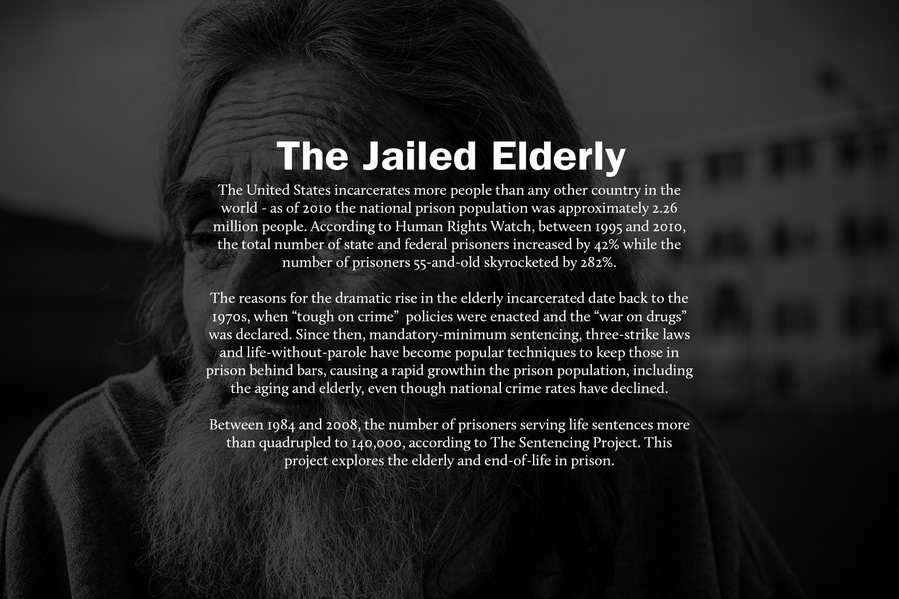 The Jailed Elderly
The United States incarcerates more people than any other country in the
world - as of 2010 the national prison population was approximately 2.26
million people. According to Human Rights Watch, between 1995 and 2010,
the total number of state and federal prisoners increased by 42% while the
number of prisoners 55-and-old skyrocketed by 282%.
The reasons for the dramatic rise in the elderly incarcerated date back to the
1970s, when “tough on crime”  policies were enacted and the “war on drugs”
was declared. Since then, mandatory-minimum sentencing, three-strike laws
and life-without-parole have become popular techniques to keep those in
prison behind bars, causing a rapid growthin the prison population, including
the aging and elderly, even though national crime rates have declined.
Between 1984 and 2008, the number of prisoners serving life sentences more
than quadrupled to 140,000, according to The Sentencing Project. This
project explores the elderly and end-of-life in prison.